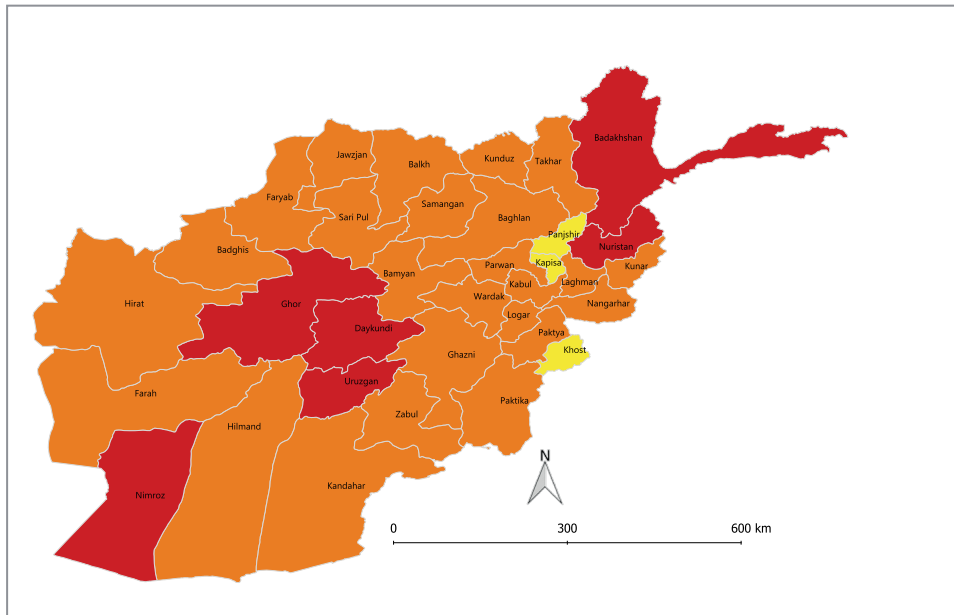 Badakhshan
Jawzjan
Balkh
Kunduz
Takhar
Faryab
Samangan
Sari Pul
Baghlan
Panjshir
Badghis
Nuristan
Kapisa
Parwan
Kunar
Bamyan
Kabul
Laghman
Hirat
Ghor
Wardak
Nangarhar
Logar
Daykundi
Paktya
Khost
Ghazni
Uruzgan
Farah
Paktika
Zabul
Hilmand
N
Kandahar
Nimroz
0 300 600 km